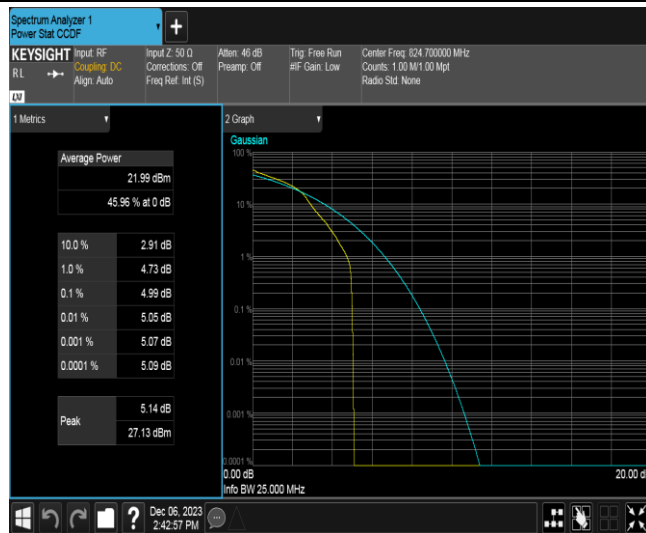 Spectrum Analyzer 1
Power Stat CCDF
+
KEYSIGHT
RL
Input: RF
Coupling: DC
Align: Auto
Input Z: 50 Ω
Corrections: Off
Freq Ref: Int (S)
Atten: 46 dB
Preamp: Off
Trig: Free Run
#IF Gain: Low
Center Freq: 824.700000 MHz
Counts: 1.00 M/1.00 Mpt
Radio Std: None
1 Metrics
Average Power
21.99 dBm
45.96 % at 0 dB
10.0 % 2.91 dB
1.0 % 4.73 dB
0.1 % 4.99 dB
0.01 % 5.05 dB
0.001 % 5.07 dB
0.0001 % 5.09 dB
Peak
5.14 dB
27.13 dBm
2 Graph
Gaussian
100 %
10 %
1 %
0.1 %
0.01 %
0.001 %
0.0001 %
0.00 dB
20.00 d
Info BW 25.000 MHz
?
Dec 06, 2023
2:42:57 PM